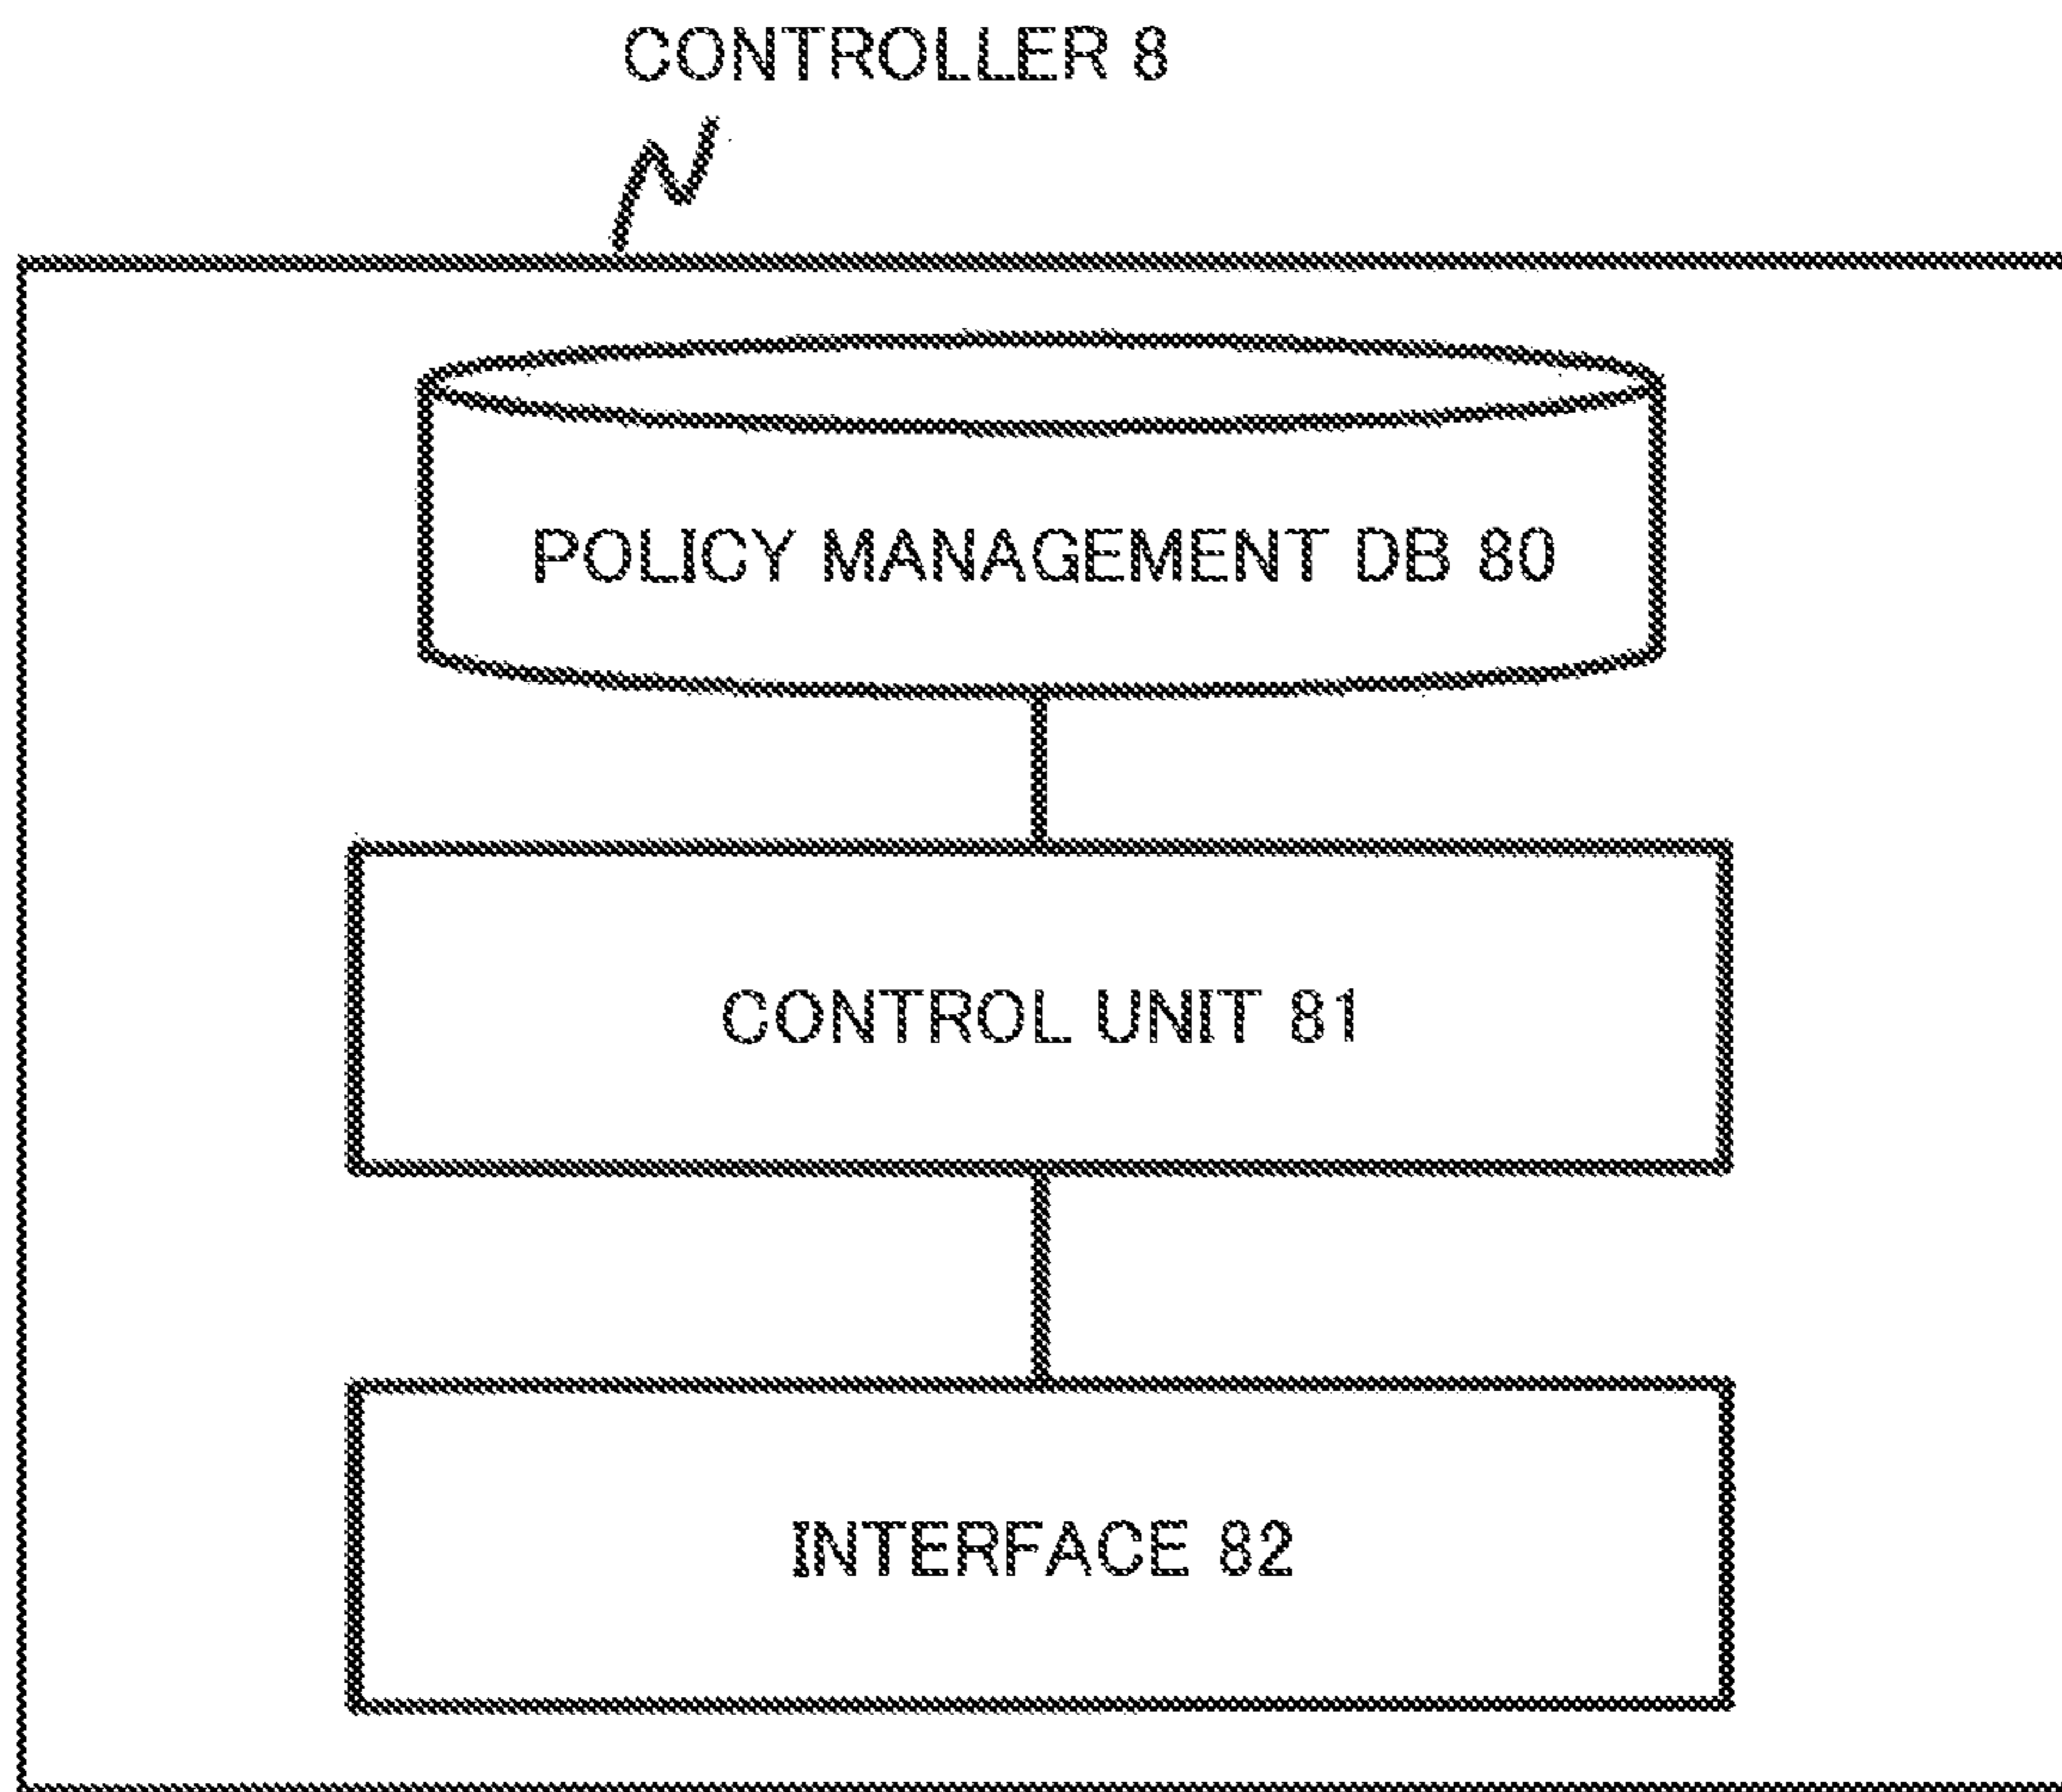 CONTROLLER 8
POLICY MANAGEMENT DB 80
CONTROL UNIT 81
INTERFACE 82